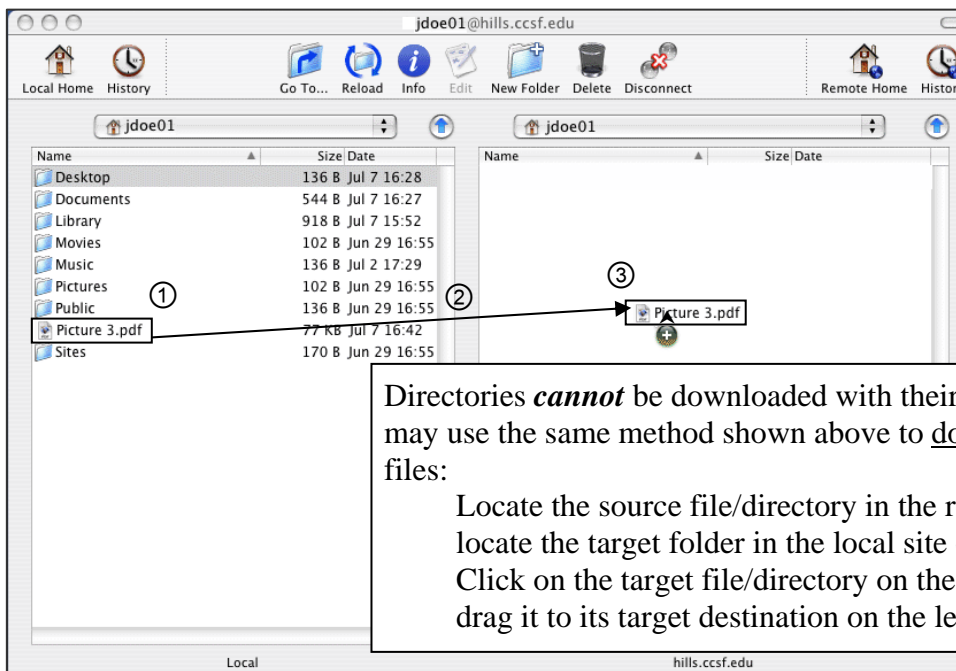 jdoe01@hills.ccsf.edu
Local Home History Go To... Reload Info Edit New Folder Delete Disconnect Remote Home Histor
jdoe01 jdoe01
Name Size Date Name Size Date
Desktop 136 B Jul 7 16:28
Documents 544 B Jul 7 16:27
Library 918 B Jul 7 15:52
Movies 102 B Jun 29 16:55
Music 136 B Jul 2 17:29
Pictures 102 B Jun 29 16:55
Public 136 B Jun 29 16:55
Picture 3.pdf 77 KB Jul 7 16:42
Sites 170 B Jun 29 16:55
① ② ③
Picture 3.pdf
Directories cannot be downloaded with their
may use the same method shown above to do
files:
Locate the source file/directory in the r
locate the target folder in the local site
Click on the target file/directory on the
drag it to its target destination on the le
Local hills.ccsf.edu